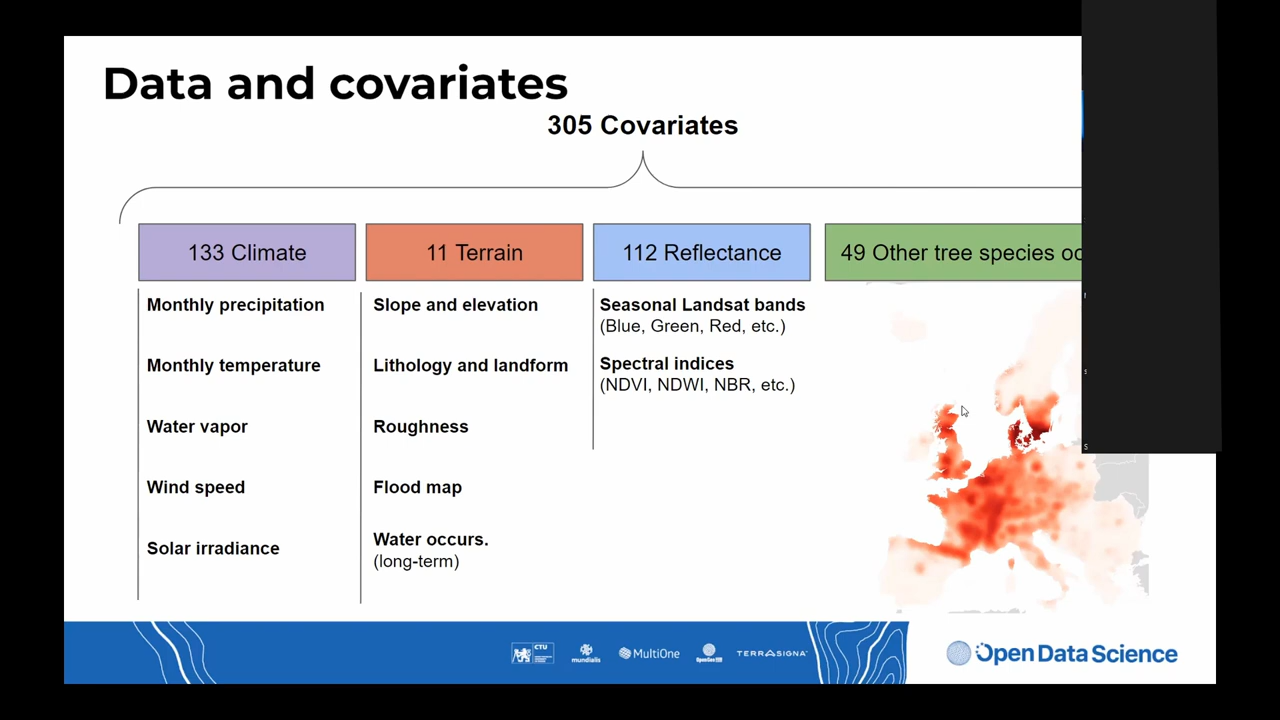 Data and covariates
305 Covariates
133 Climate
11 Terrain
112 Reflectance
49 Other tree species
Monthly precipitation
Monthly temperature
Water vapor
Wind speed
Solar irradiance
Slope and elevation
Lithology and landform
Roughness
Flood map
Water occurs.
(long-term)
Seasonal Landsat bands
(Blue, Green, Red, etc.)
Spectral indices
(NDVI, NDWI, NBR, etc.)
CTU
mundialis
MultiOne
OpenGeoHub
TERRASIGNA
Open Data Science